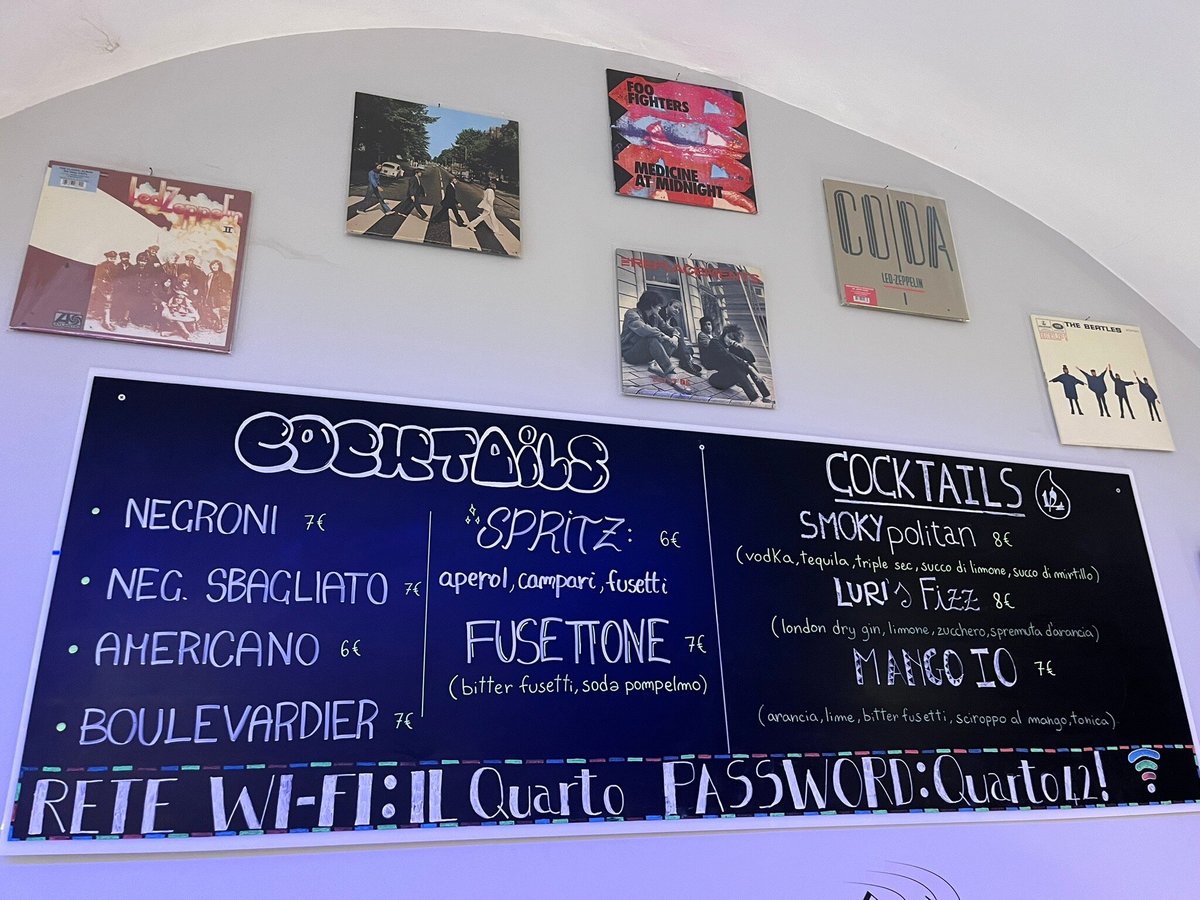 Led Zeppelin
II
FOO
FIGHTERS
MEDICINE
AT MIDNIGHT
THE REPLACEMENTS
CODA
LED-ZEPPELIN
THE BEATLES
COCKTAILS
NEGRONI 7€
NEG. SBAGLIATO 7€
AMERICANO 6€
BOULEVARDIER 7€
SPRITZ: 6€
aperol, campari, fusetti
FUSETTONE 7€
(bitter fusetti, soda pompelmo)
COCKTAILS
SMOKYpolitan 8€
(vodka, tequila, triple sec, succo di limone, succo di mirtillo)
LURI's Fizz 8€
(london dry gin, limone, zucchero, spremuta d'arancia)
MANGO IO 7€
(arancia, lime, bitter fusetti, sciroppo al mango, tonica)
RETE WI-FI: IL Quarto PASSWORD: Quarto42!